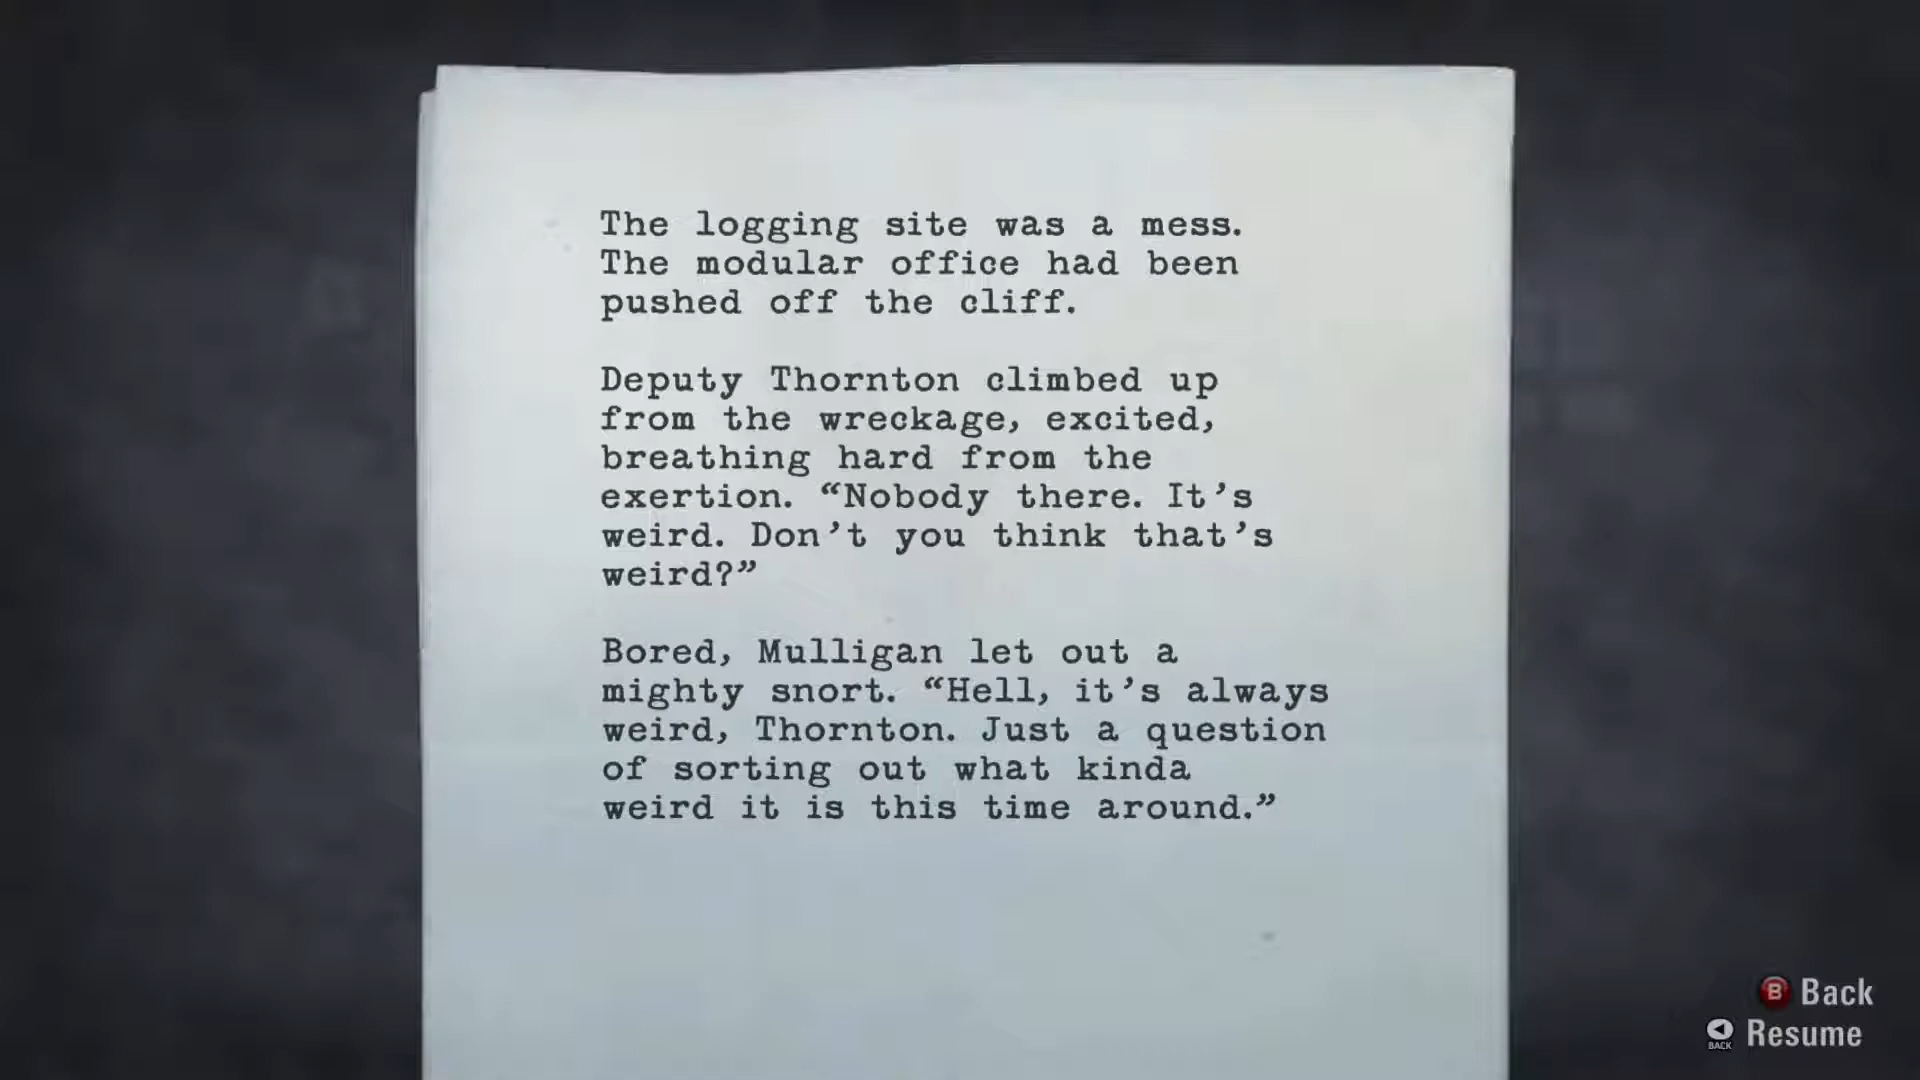 The logging site was a mess.
The modular office had been
pushed off the cliff.
Deputy Thornton climbed up
from the wreckage, excited,
breathing hard from the
exertion. “Nobody there. It’s
weird. Don’t you think that’s
weird?”
Bored, Mulligan let out a
mighty snort. “Hell, it’s always
weird, Thornton. Just a question
of sorting out what kinda
weird it is this time around.”
B Back
BACK Resume